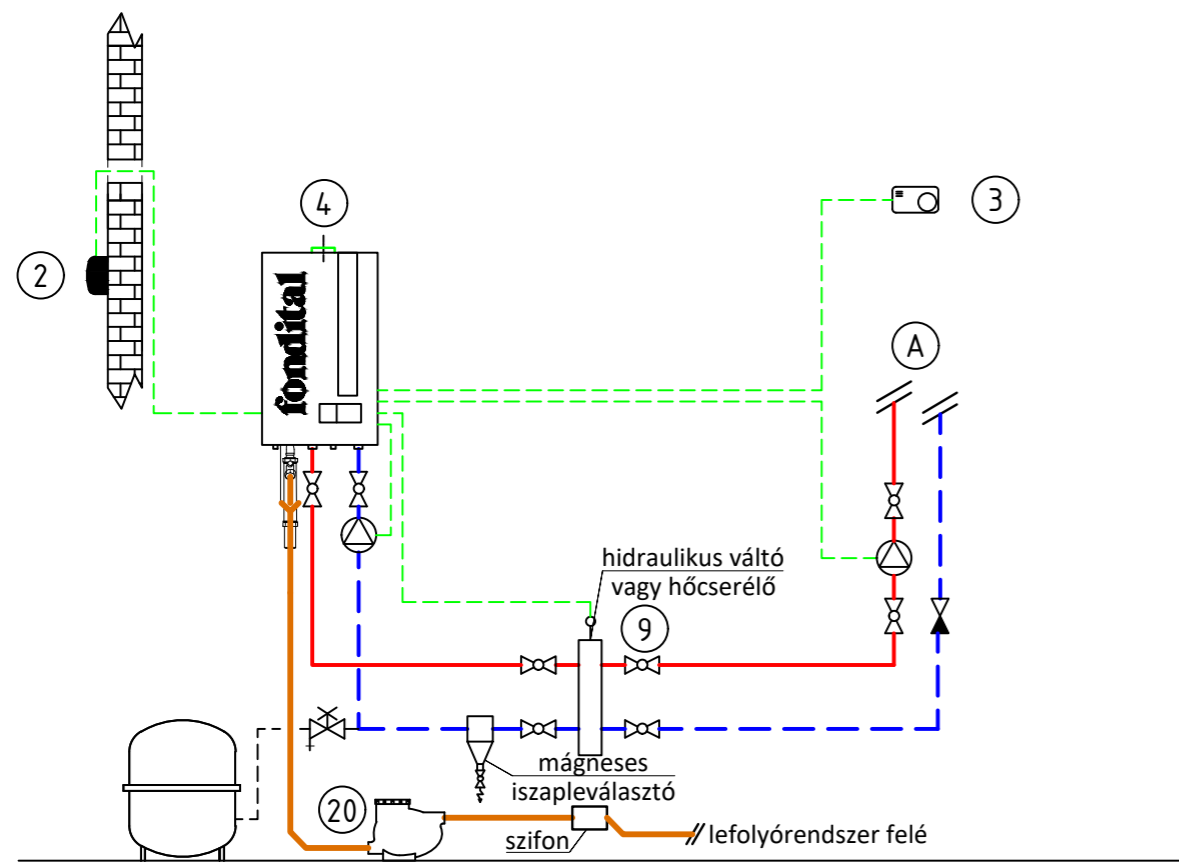 4
3
2
fondital
A
hidraulikus váltó
vagy hőcserélő
9
mágneses
iszapleválasztó
20
szifon
lefolyórendszer felé